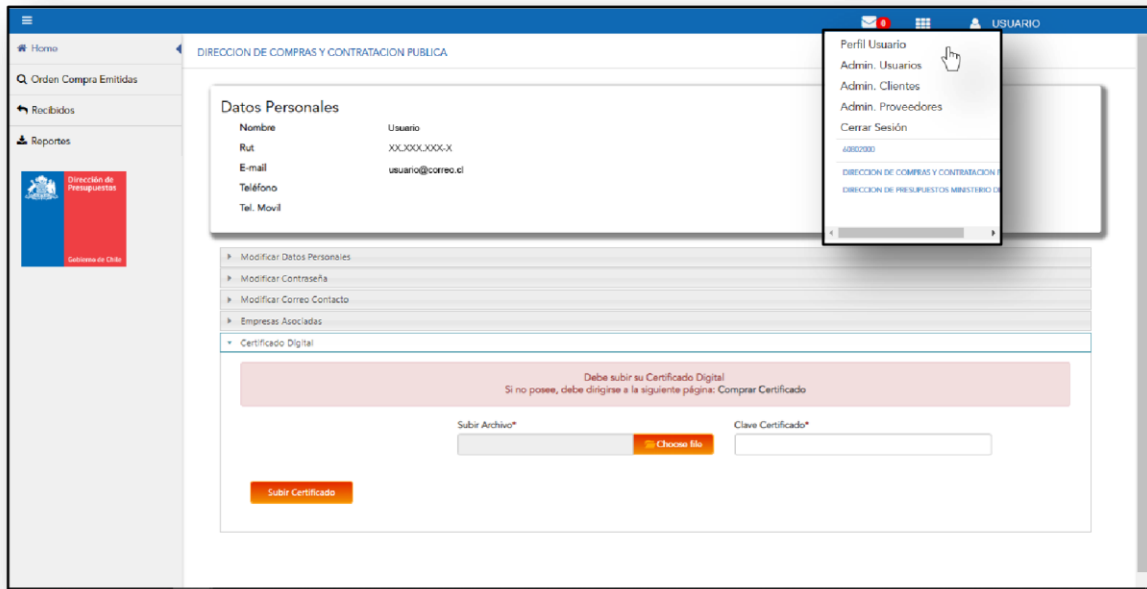 0
USUARIO
Home
Orden Compra Emitidas
Recibidos
Reportes
Dirección de
Presupuestos
Gobierno de Chile
DIRECCION DE COMPRAS Y CONTRATACION PUBLICA
Perfil Usuario
Admin. Usuarios
Admin. Clientes
Admin. Proveedores
Cerrar Sesión
60802000
DIRECCION DE COMPRAS Y CONTRATACION
DIRECCION DE PRESUPUESTOS MINISTERIO
Datos Personales
Nombre Usuario
Rut XX.XXX.XXX-X
E-mail usuario@correo.cl
Teléfono
Tel. Movil
Modificar Datos Personales
Modificar Contraseña
Modificar Correo Contacto
Empresas Asociadas
Certificado Digital
Debe subir su Certificado Digital
Si no posee, debe dirigirse a la siguiente página: Comprar Certificado
Subir Archivo* Clave Certificado*
Choose file
Subir Certificado